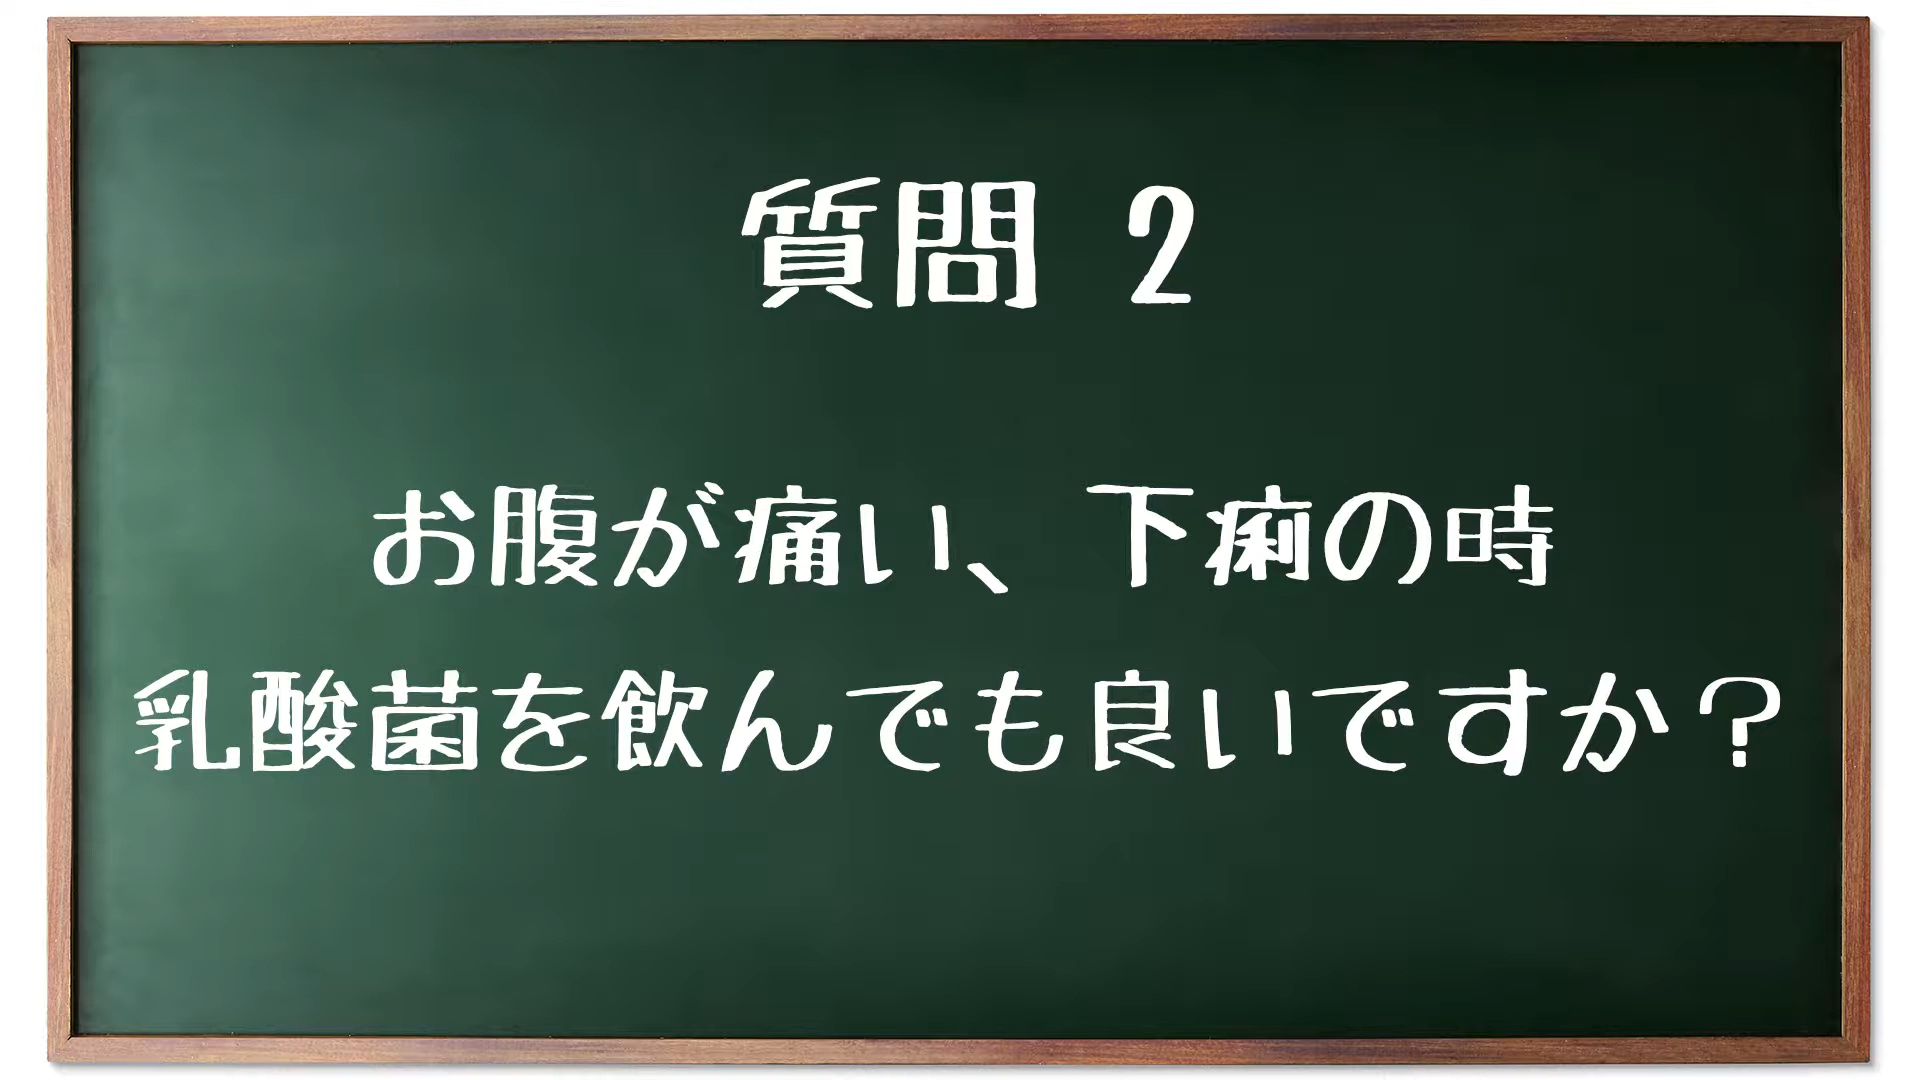 質問 2
お腹が痛い、下痢の時
乳酸菌を飲んでも良いですか？